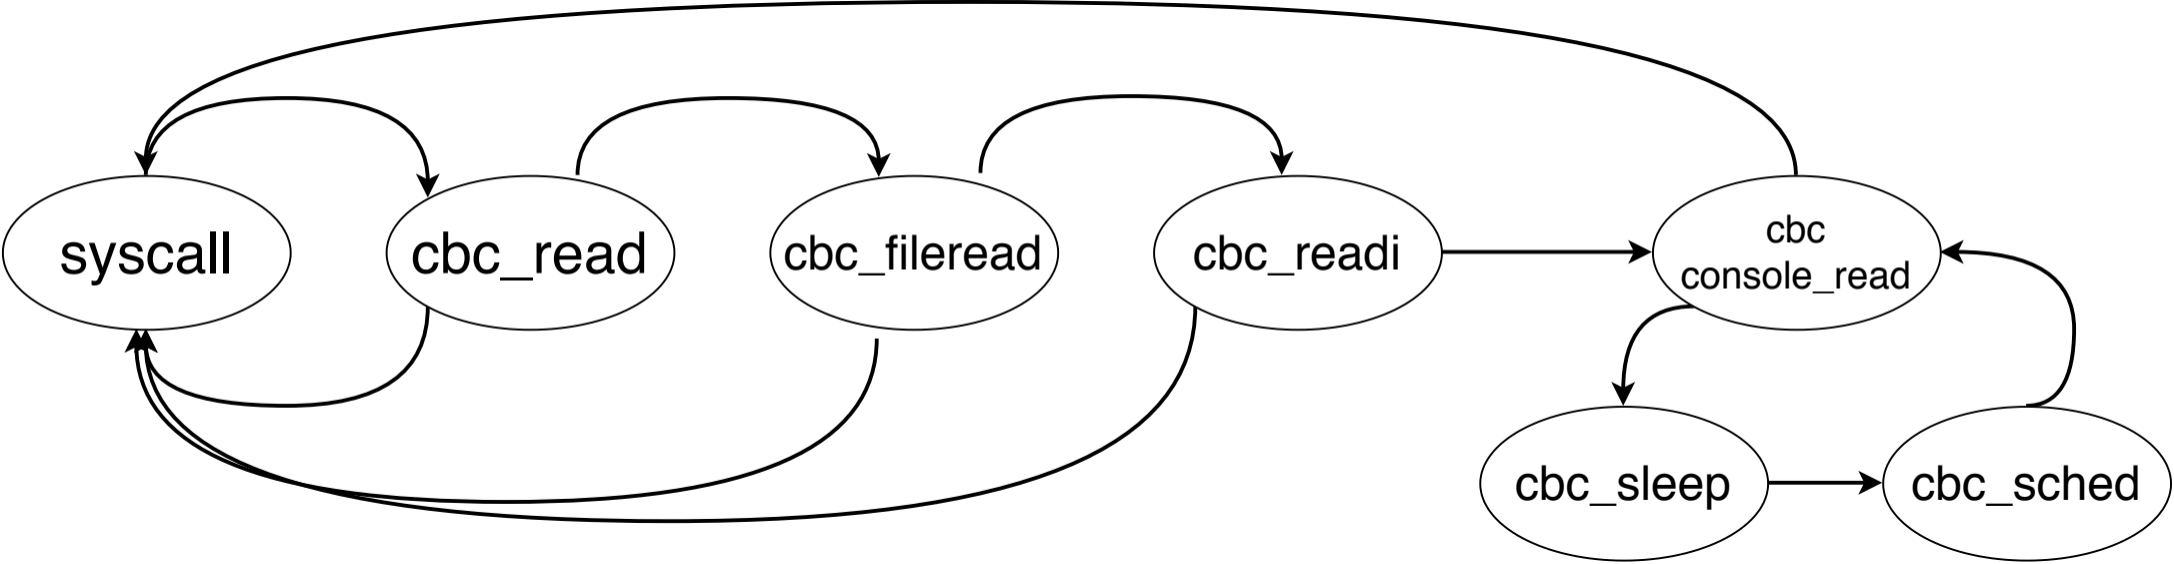 syscall
cbc_read
cbc_fileread
cbc_readi
cbc
console_read
cbc_sleep
cbc_sched